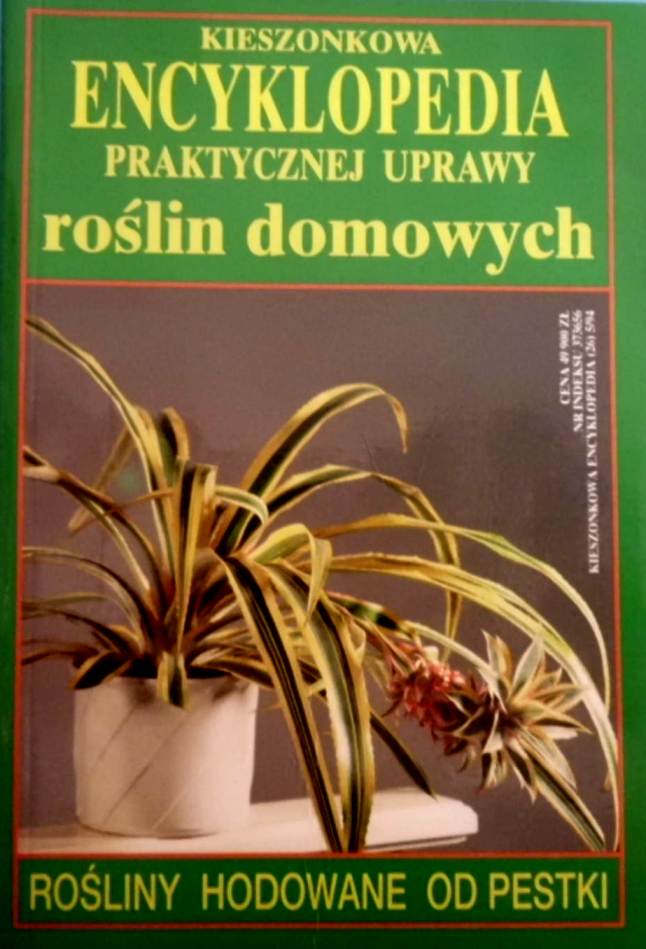 KIESZONKOWA
ENCYKLOPEDIA
PRAKTYCZNEJ UPRAWY
roślin domowych
CENA 49 900 ZŁ
NR INDEKSU 373656
KIESZONKOWA ENCYKLOPEDIA (26) 5/94
ROŚLINY HODOWANE OD PESTKI